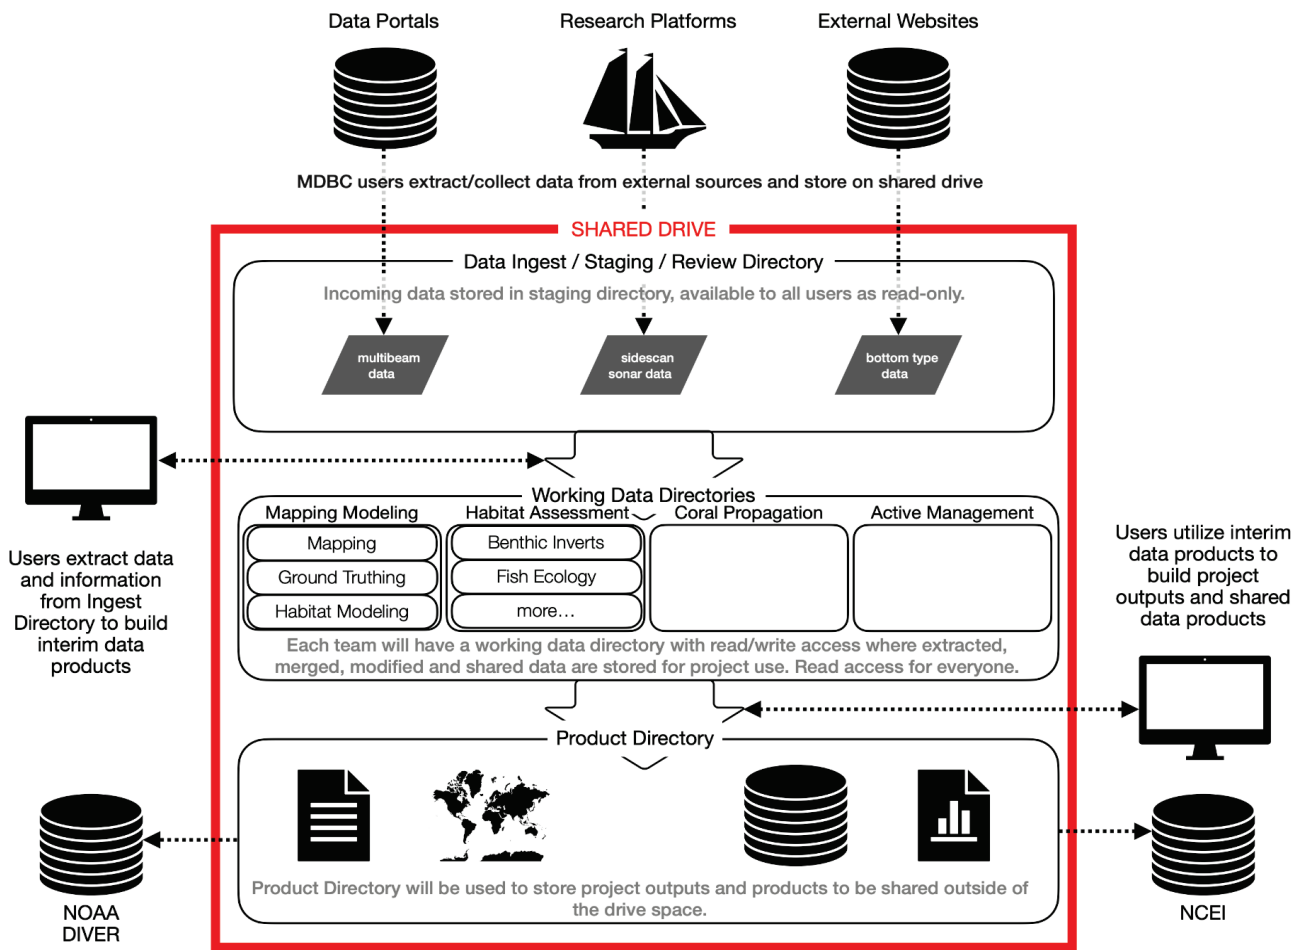 Data Portals
Research Platforms
External Websites
MDBC users extract/collect data from external sources and store on shared drive
SHARED DRIVE
Data Ingest / Staging / Review Directory
Incoming data stored in staging directory, available to all users as read-only.
multibeam
data
sidescan
sonar data
bottom type
data
Users extract data
and information
from Ingest
Directory to build
interim data
products
Working Data Directories
Mapping Modeling
Habitat Assessment
Coral Propagation
Active Management
Mapping
Ground Truthing
Habitat Modeling
Benthic Inverts
Fish Ecology
more...
Each team will have a working data directory with read/write access where extracted,
merged, modified and shared data are stored for project use. Read access for everyone.
Users utilize interim
data products to
build project
outputs and shared
data products
Product Directory
Product Directory will be used to store project outputs and products to be shared outside of
the drive space.
NOAA
DIVER
NCEI